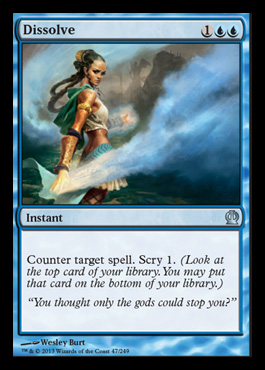 Dissolve 1
Instant
Counter target spell. Scry 1. (Look at
the top card of your library. You may put
that card on the bottom of your library.)
“You thought only the gods could stop you?”
Wesley Burt
™ & © 2013 Wizards of the Coast 47/249